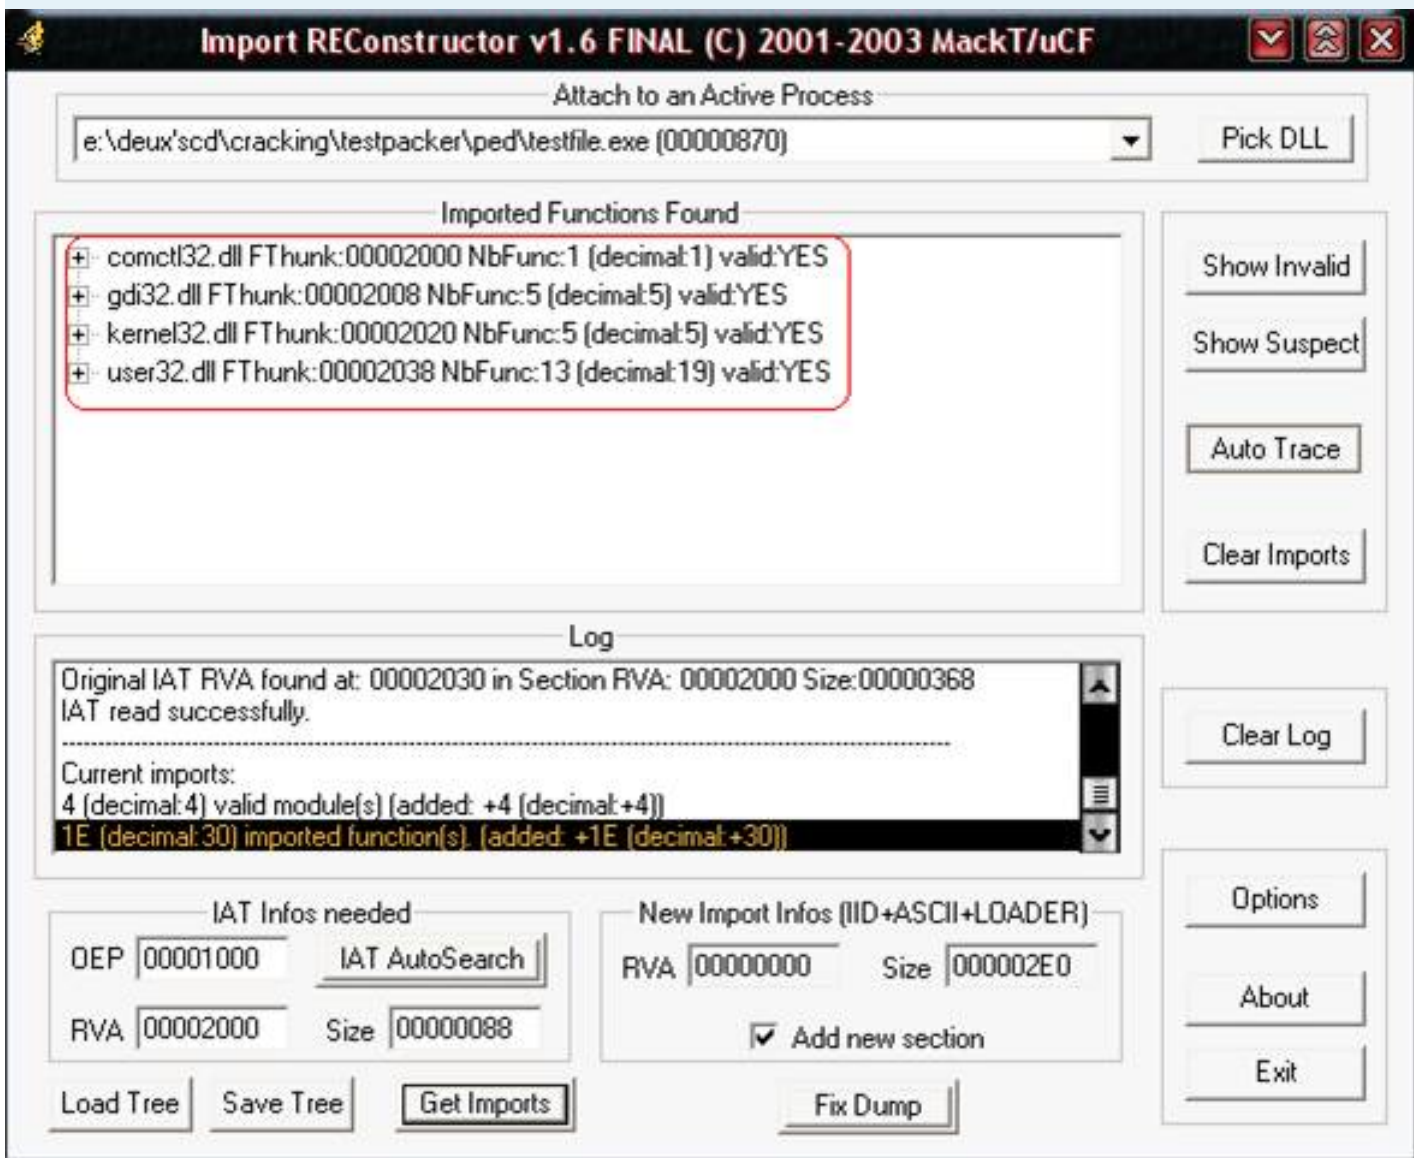 Import REConstructor v1.6 FINAL (C) 2001-2003 MackT/uCF
Attach to an Active Process
e:\deux'scd\cracking\testpacker\ped\testfile.exe (00000870)
Pick DLL
Imported Functions Found
comctl32.dll FThunk:00002000 NbFunc:1 (decimal:1) valid:YES
gdi32.dll FThunk:00002008 NbFunc:5 (decimal:5) valid:YES
kernel32.dll FThunk:00002020 NbFunc:5 (decimal:5) valid:YES
user32.dll FThunk:00002038 NbFunc:13 (decimal:19) valid:YES
Show Invalid
Show Suspect
Auto Trace
Clear Imports
Log
Original IAT RVA found at: 00002030 in Section RVA: 00002000 Size:00000368
IAT read successfully.
---------------------------------------------------------------------------------------------------
Current imports:
4 (decimal:4) valid module(s) (added: +4 (decimal:+4))
1E (decimal:30) imported function(s). (added: +1E (decimal:+30))
Clear Log
IAT Infos needed
OEP 00001000 IAT AutoSearch
RVA 00002000 Size 00000088
New Import Infos (IID+ASCII+LOADER)
RVA 00000000 Size 000002E0
Add new section
Options
About
Exit
Load Tree Save Tree Get Imports Fix Dump